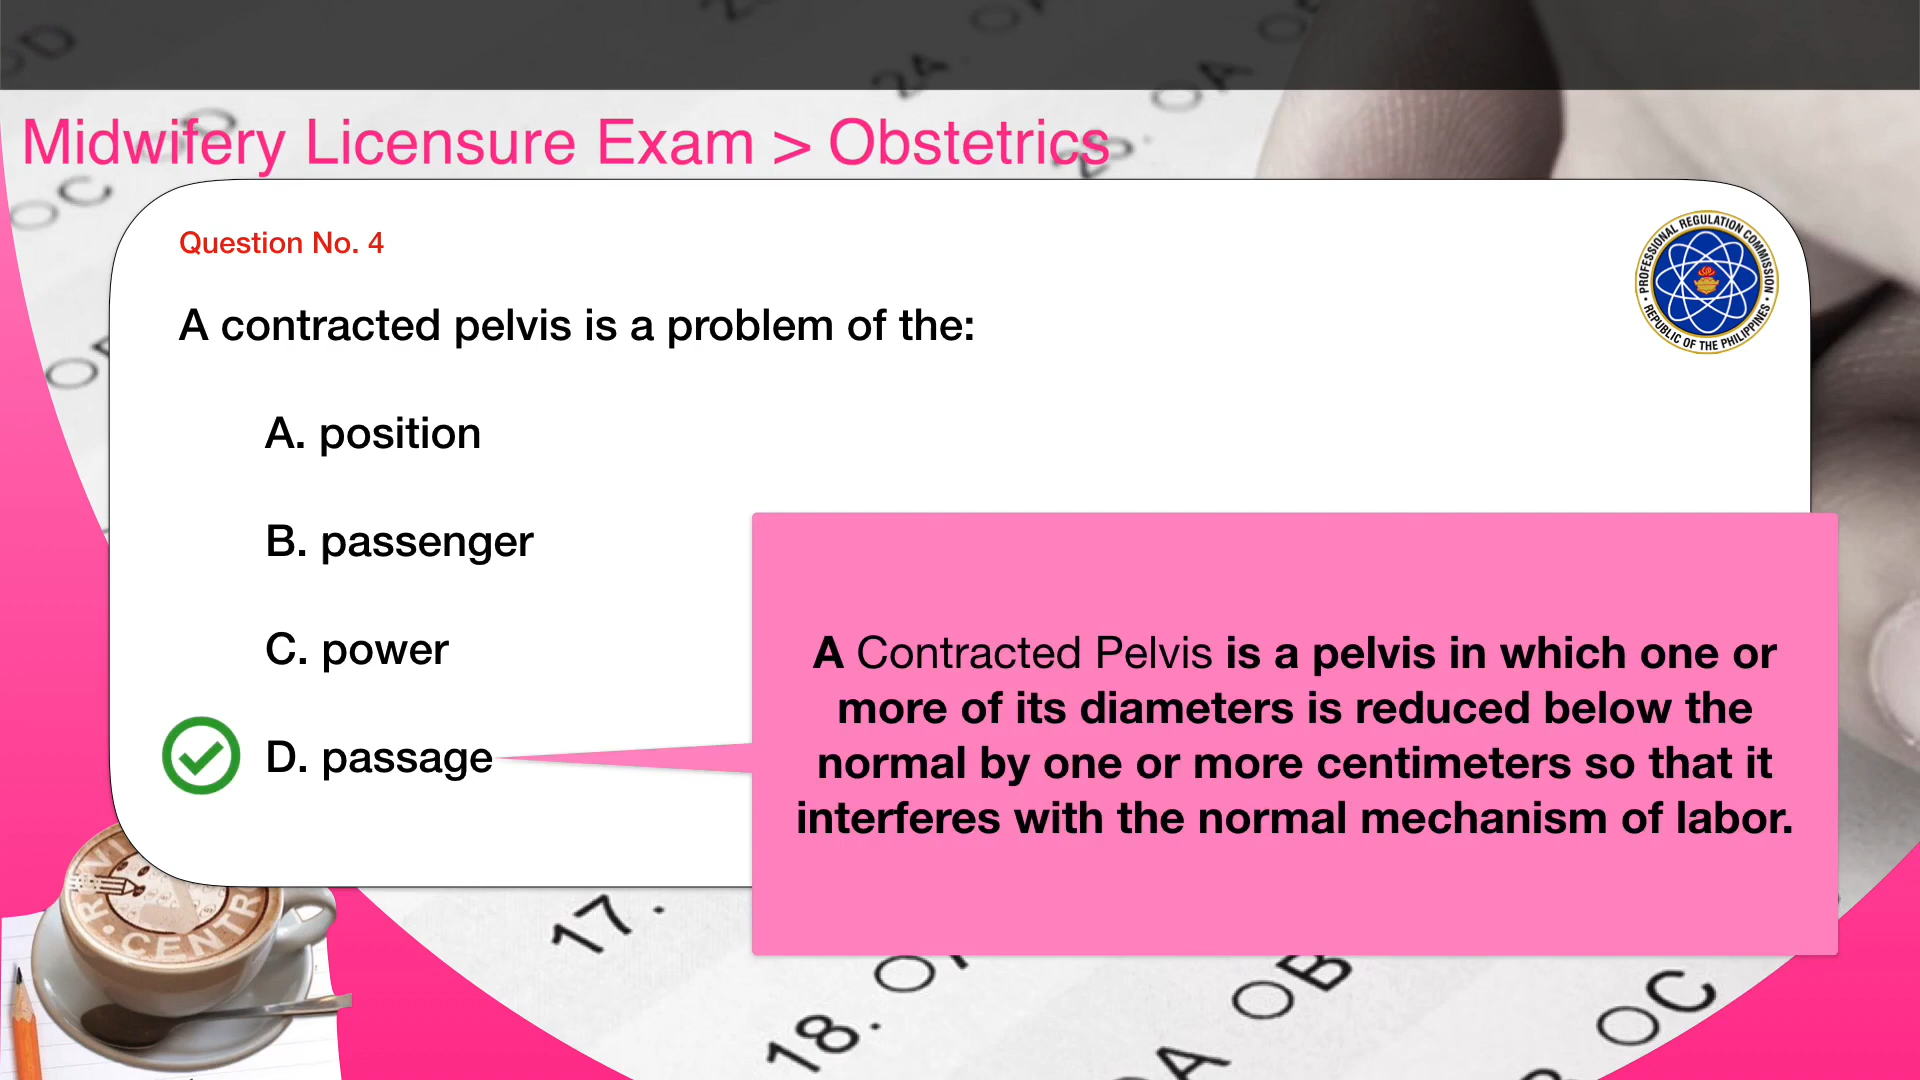 Midwifery Licensure Exam > Obstetrics
Question No. 4
PROFESSIONAL REGULATION COMMISSION
REPUBLIC OF THE PHILIPPINES
A contracted pelvis is a problem of the:
A. position
B. passenger
C. power
D. passage
A Contracted Pelvis is a pelvis in which one or
more of its diameters is reduced below the
normal by one or more centimeters so that it
interferes with the normal mechanism of labor.
CENTR
17.
18.
OB
OC